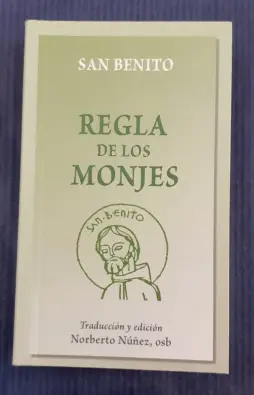 SAN BENITO
REGLA
DE LOS
MONJES
SAN·BENITO
Traducción y edición
Norberto Núñez, osb